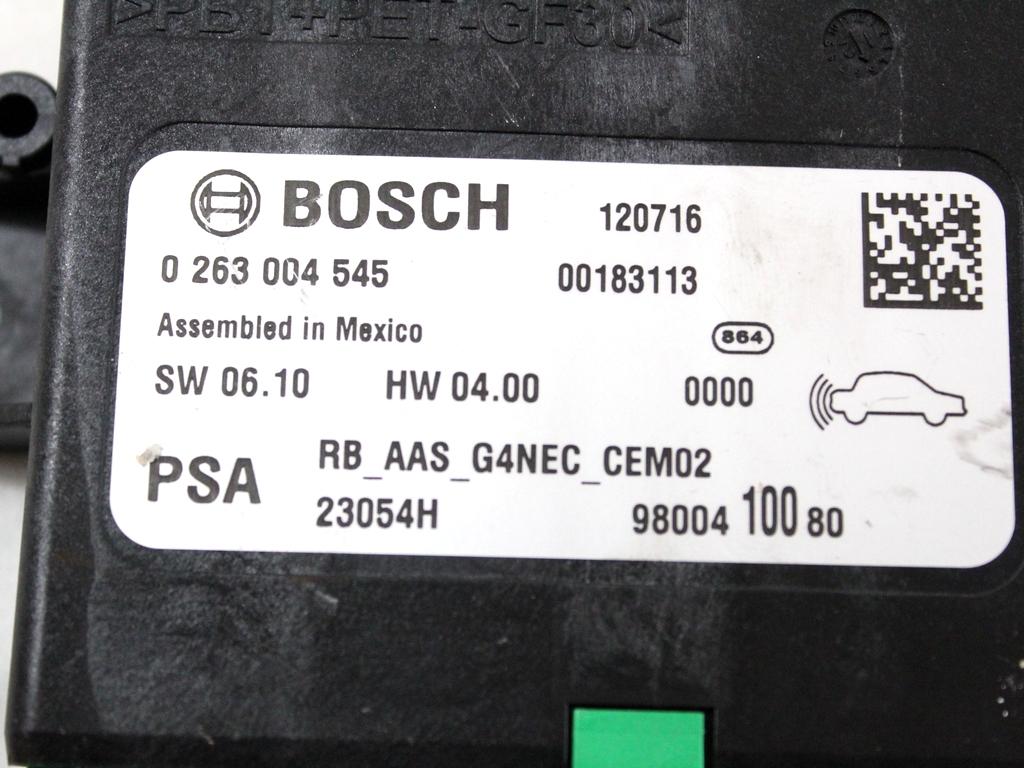 >PBT+PET-GF30<
BOSCH 120716
0 263 004 545 00183113
Assembled in Mexico 864
SW 06.10 HW 04.00 0000
PSA RB_AAS_G4NEC_CEM02
23054H 98004 100 80